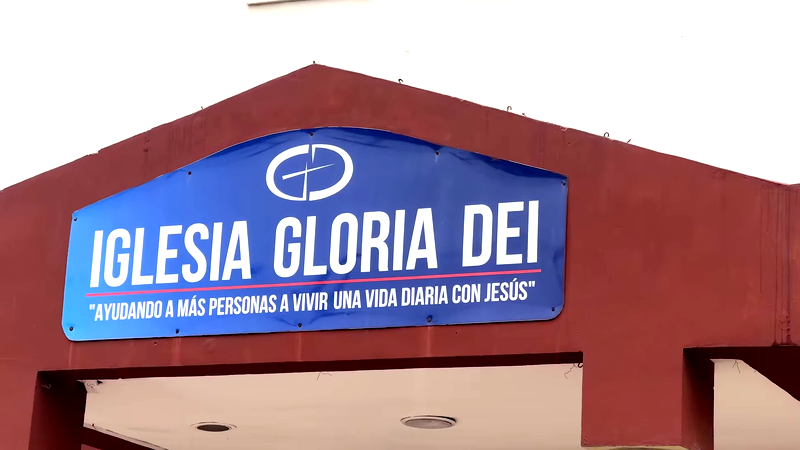 IGLESIA GLORIA DEI
"AYUDANDO A MÁS PERSONAS A VIVIR UNA VIDA DIARIA CON JESÚS"